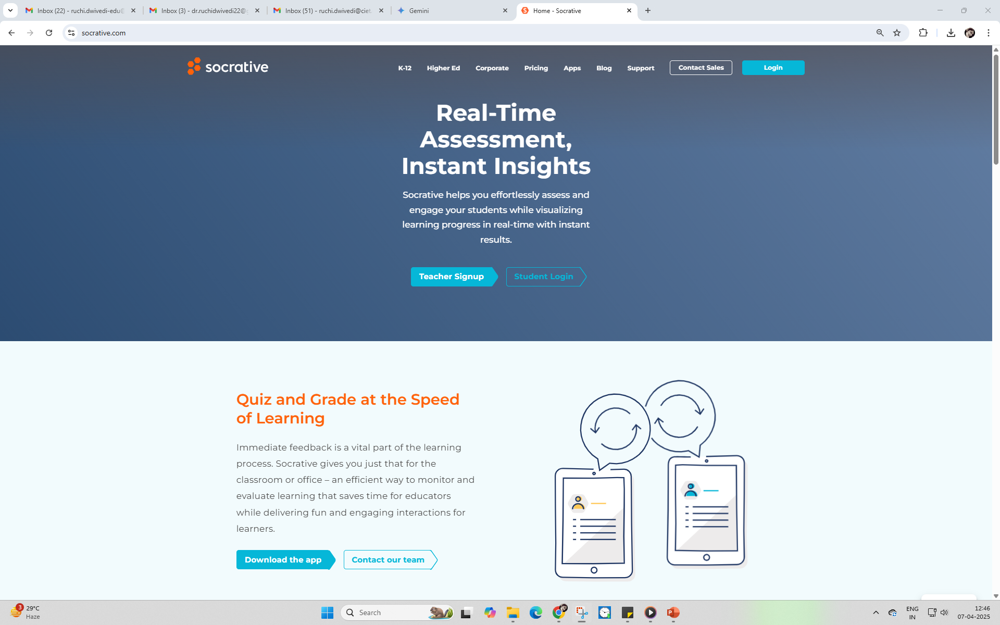 Inbox (22) - ruchi.dwivedi-edu@
Inbox (3) - dr.ruchidwivedi22@g
Inbox (51) - ruchi.dwivedi@ciet.
Gemini
Home - Socrative
socrative.com
socrative
K-12
Higher Ed
Corporate
Pricing
Apps
Blog
Support
Contact Sales
Login
Real-Time
Assessment,
Instant Insights
Socrative helps you effortlessly assess and
engage your students while visualizing
learning progress in real-time with instant
results.
Teacher Signup
Student Login
Quiz and Grade at the Speed
of Learning
Immediate feedback is a vital part of the learning
process. Socrative gives you just that for the
classroom or office – an efficient way to monitor and
evaluate learning that saves time for educators
while delivering fun and engaging interactions for
learners.
Download the app
Contact our team
3
29°C
Haze
Search
ENG
IN
12:46
07-04-2025